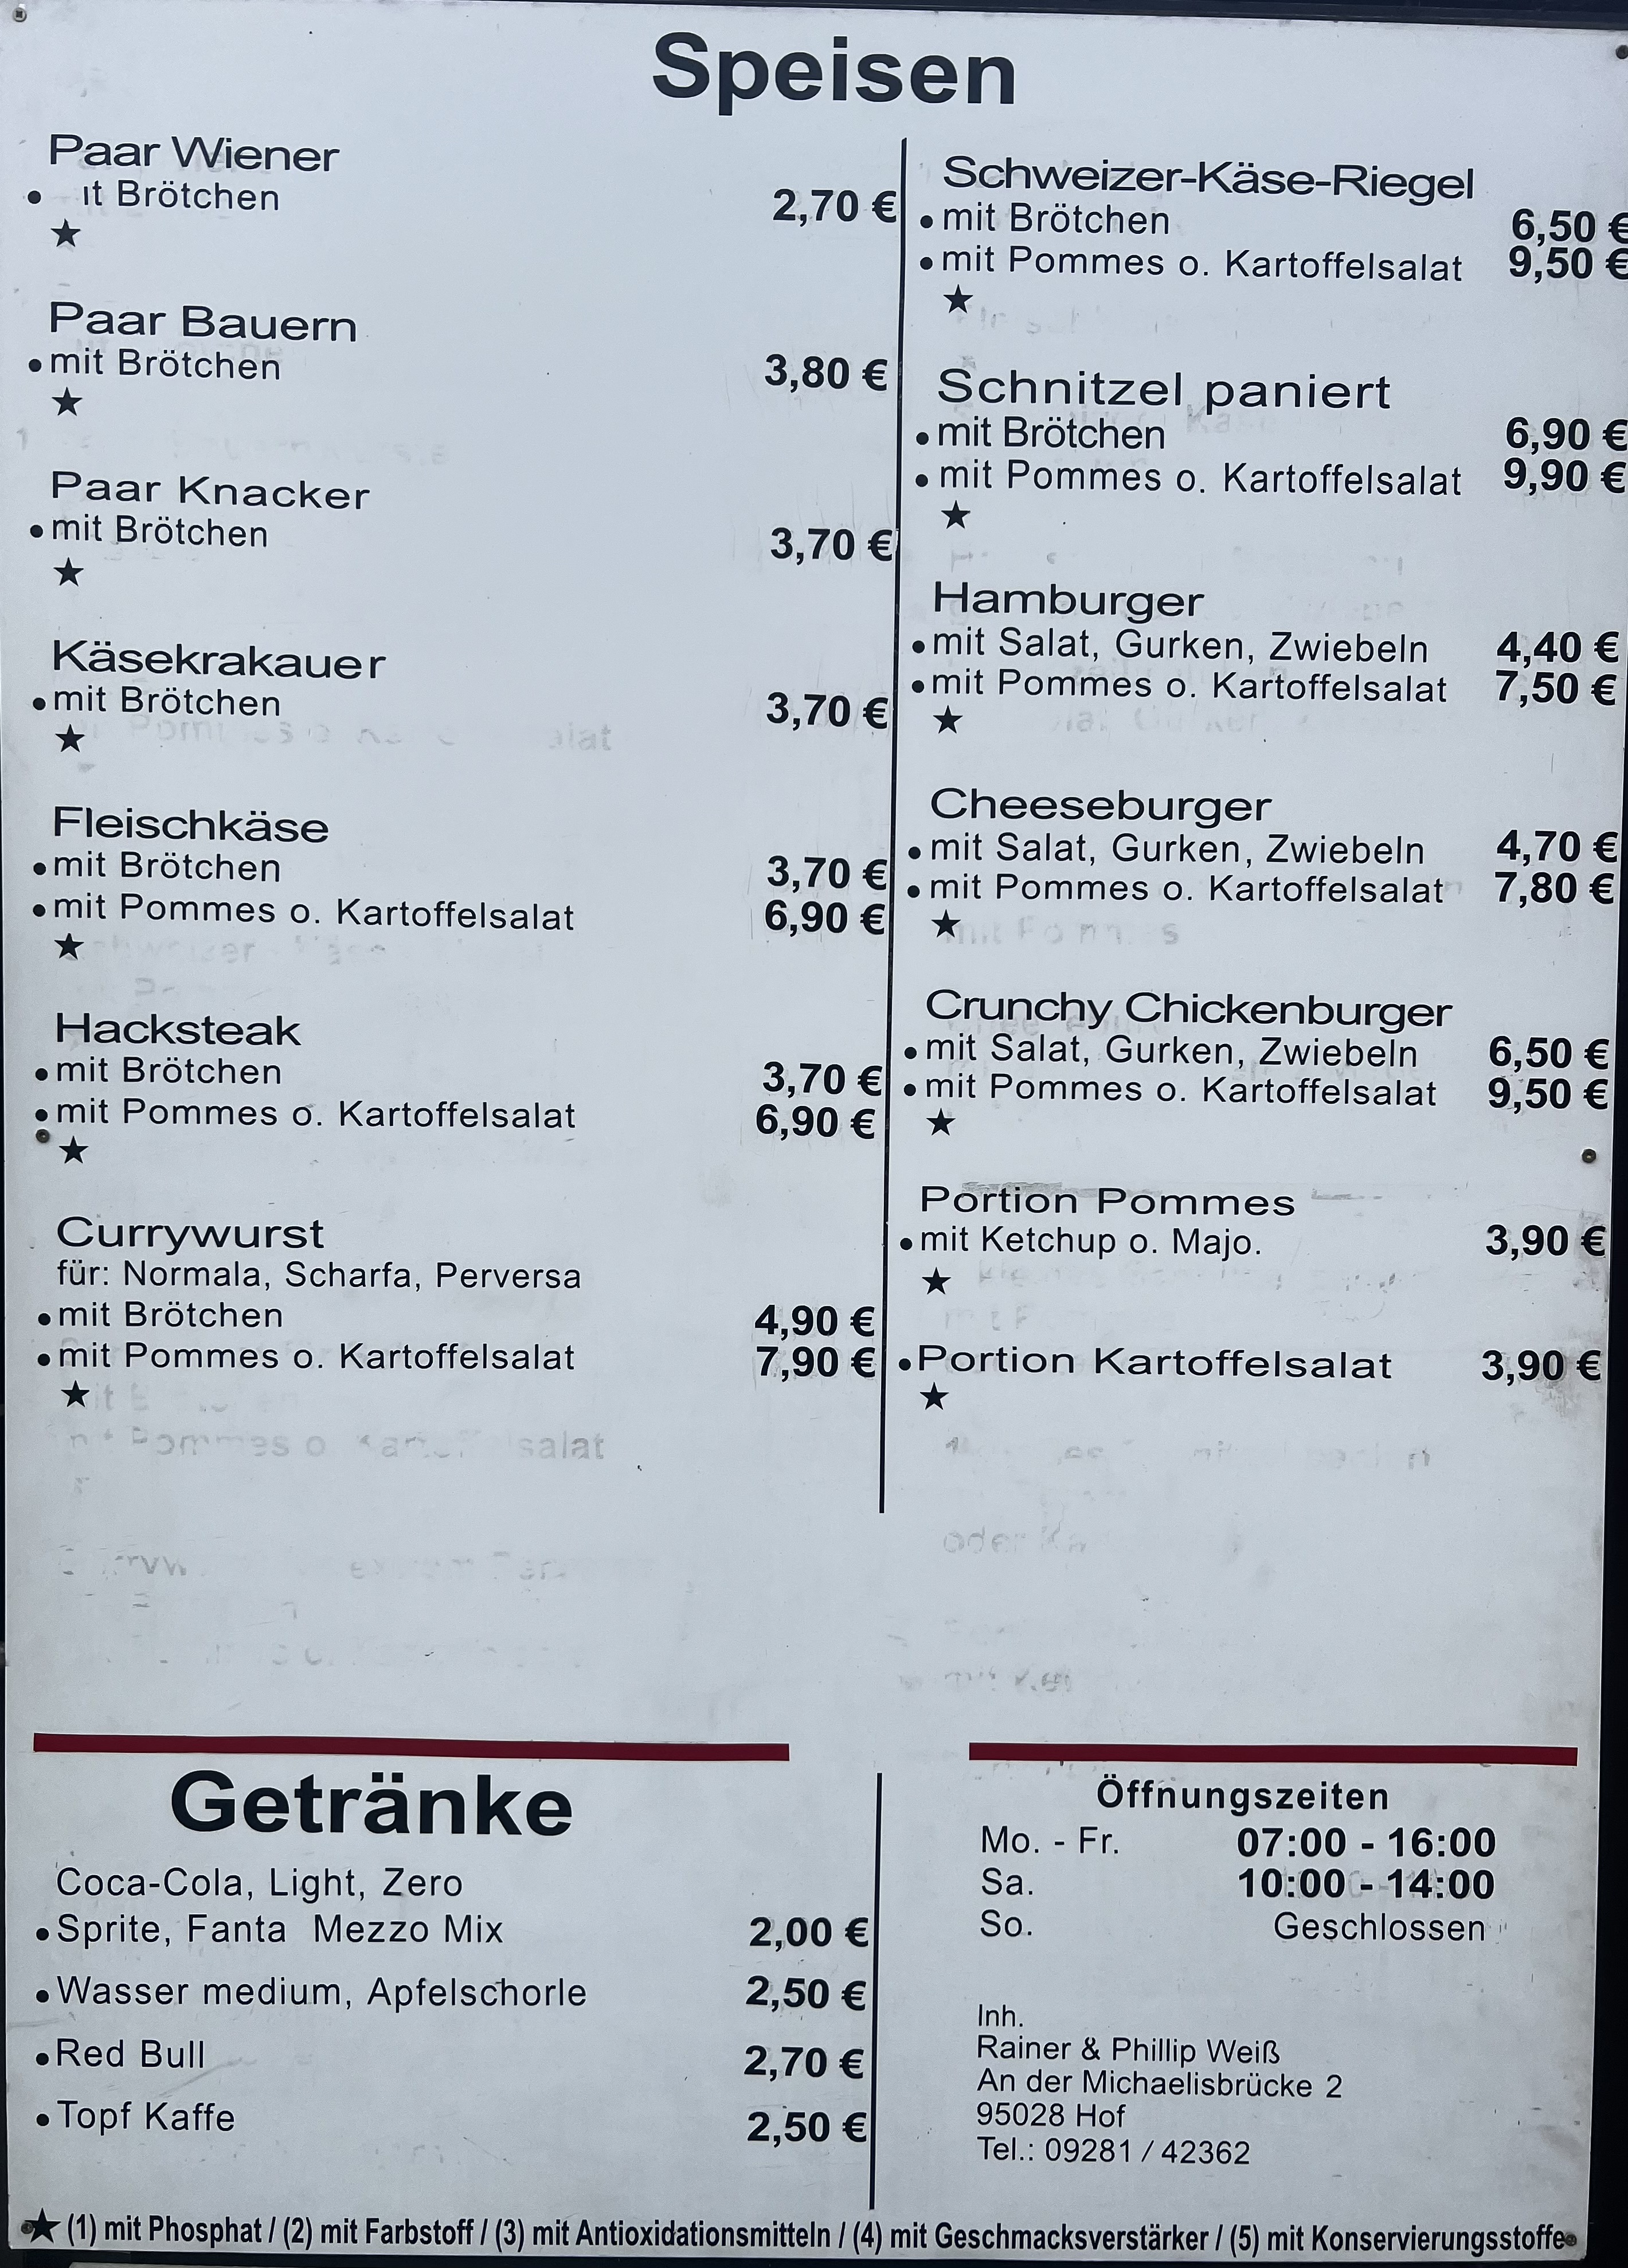 Speisen
Paar Wiener
• it Brötchen 2,70 €
★
Paar Bauern
• mit Brötchen 3,80 €
★
Paar Knacker
• mit Brötchen 3,70 €
★
Käsekrakauer
• mit Brötchen 3,70 €
★
Fleischkäse
• mit Brötchen 3,70 €
• mit Pommes o. Kartoffelsalat 6,90 €
★
Hacksteak
• mit Brötchen 3,70 €
• mit Pommes o. Kartoffelsalat 6,90 €
★
Currywurst
für: Normala, Scharfa, Perversa
• mit Brötchen 4,90 €
• mit Pommes o. Kartoffelsalat 7,90 €
★
Schweizer-Käse-Riegel
• mit Brötchen 6,50 €
• mit Pommes o. Kartoffelsalat 9,50 €
★
Schnitzel paniert
• mit Brötchen 6,90 €
• mit Pommes o. Kartoffelsalat 9,90 €
★
Hamburger
• mit Salat, Gurken, Zwiebeln 4,40 €
• mit Pommes o. Kartoffelsalat 7,50 €
★
Cheeseburger
• mit Salat, Gurken, Zwiebeln 4,70 €
• mit Pommes o. Kartoffelsalat 7,80 €
★
Crunchy Chickenburger
• mit Salat, Gurken, Zwiebeln 6,50 €
• mit Pommes o. Kartoffelsalat 9,50 €
★
Portion Pommes
• mit Ketchup o. Majo. 3,90 €
★
• Portion Kartoffelsalat 3,90 €
★
Getränke
Coca-Cola, Light, Zero
• Sprite, Fanta Mezzo Mix 2,00 €
• Wasser medium, Apfelschorle 2,50 €
• Red Bull 2,70 €
• Topf Kaffe 2,50 €
Öffnungszeiten
Mo. - Fr. 07:00 - 16:00
Sa. 10:00 - 14:00
So. Geschlossen
Inh.
Rainer & Phillip Weiß
An der Michaelisbrücke 2
95028 Hof
Tel.: 09281 / 42362
★ (1) mit Phosphat / (2) mit Farbstoff / (3) mit Antioxidationsmitteln / (4) mit Geschmacksverstärker / (5) mit Konservierungsstoffe